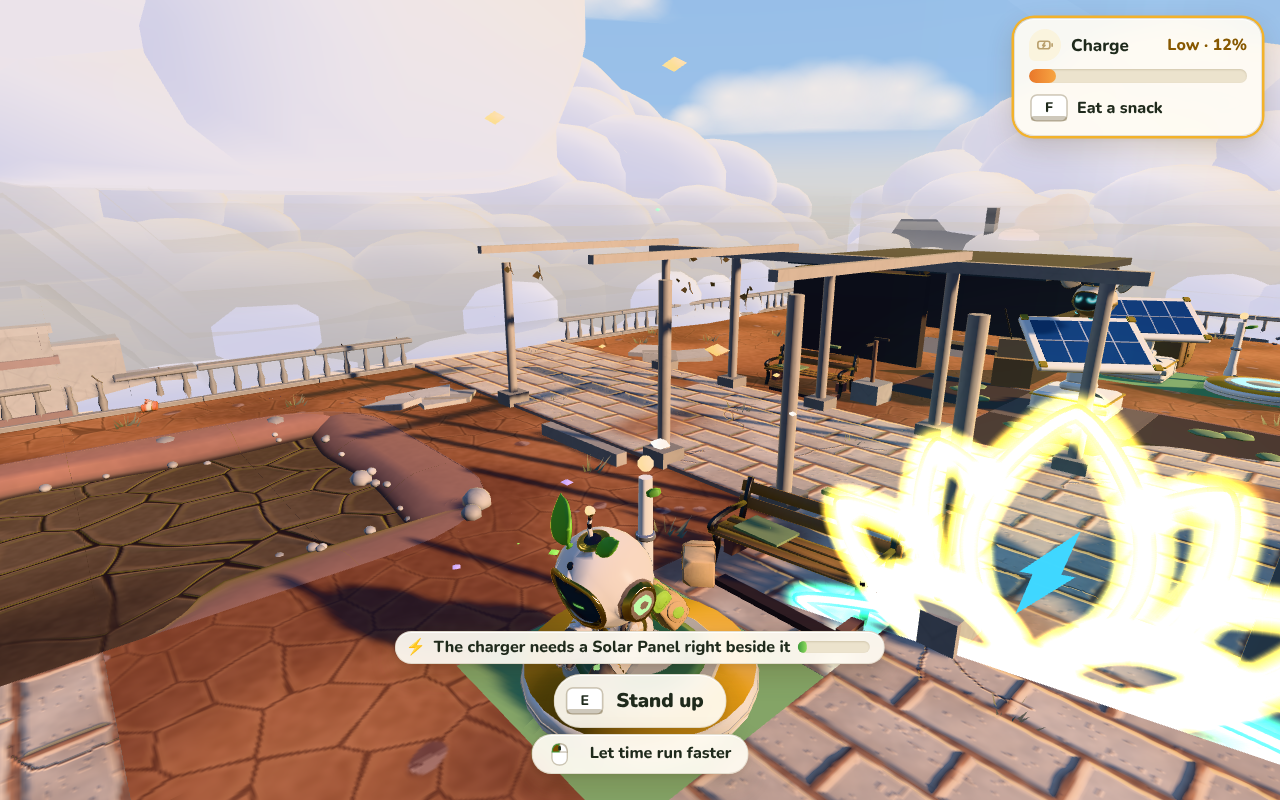 Charge Low · 12%
F Eat a snack
The charger needs a Solar Panel right beside it
E Stand up
Let time run faster